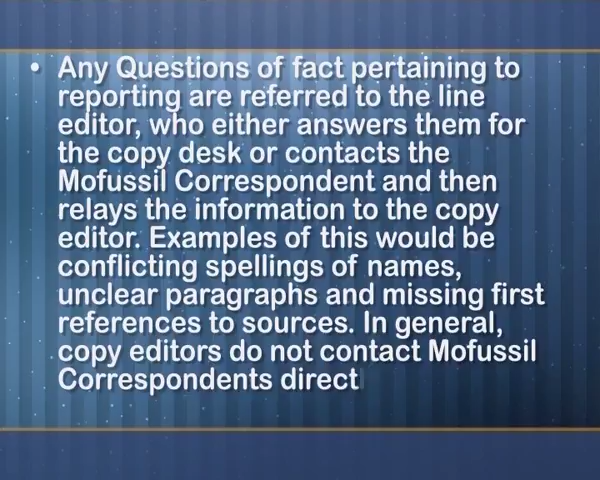 • Any Questions of fact pertaining to
reporting are referred to the line
editor, who either answers them for
the copy desk or contacts the
Mofussil Correspondent and then
relays the information to the copy
editor. Examples of this would be
conflicting spellings of names,
unclear paragraphs and missing first
references to sources. In general,
copy editors do not contact Mofussil
Correspondents direct